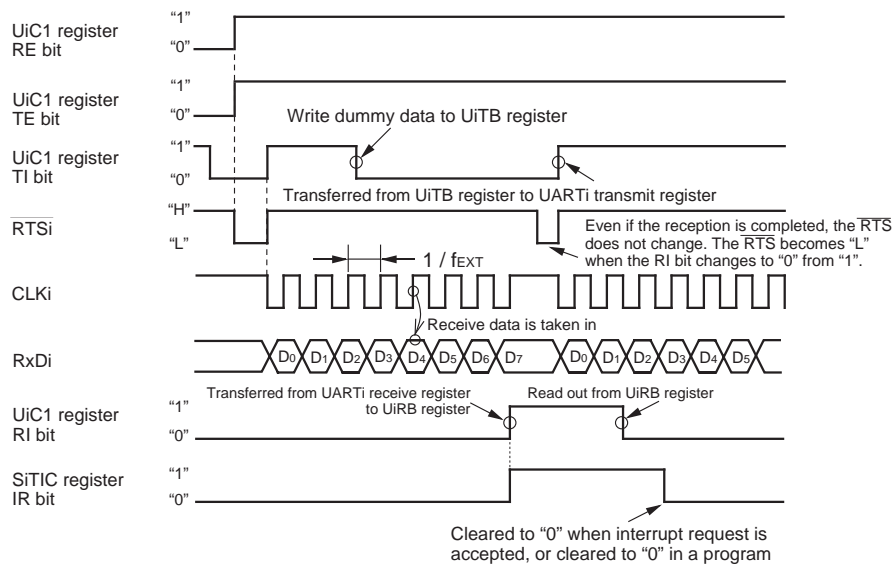 UiC1 register
RE bit
“1”
“0”
UiC1 register
TE bit
“1”
“0”
Write dummy data to UiTB register
UiC1 register
TI bit
“1”
“0”
Transferred from UiTB register to UARTi transmit register
RTSi
“H”
“L”
Even if the reception is completed, the RTS
does not change. The RTS becomes “L”
when the RI bit changes to “0” from “1”.
1 / fEXT
CLKi
Receive data is taken in
RxDi
D0 D1 D2 D3 D4 D5 D6 D7 D0 D1 D2 D3 D4 D5
Transferred from UARTi receive register
to UiRB register
Read out from UiRB register
UiC1 register
RI bit
“1”
“0”
SiTIC register
IR bit
“1”
“0”
Cleared to “0” when interrupt request is
accepted, or cleared to “0” in a program